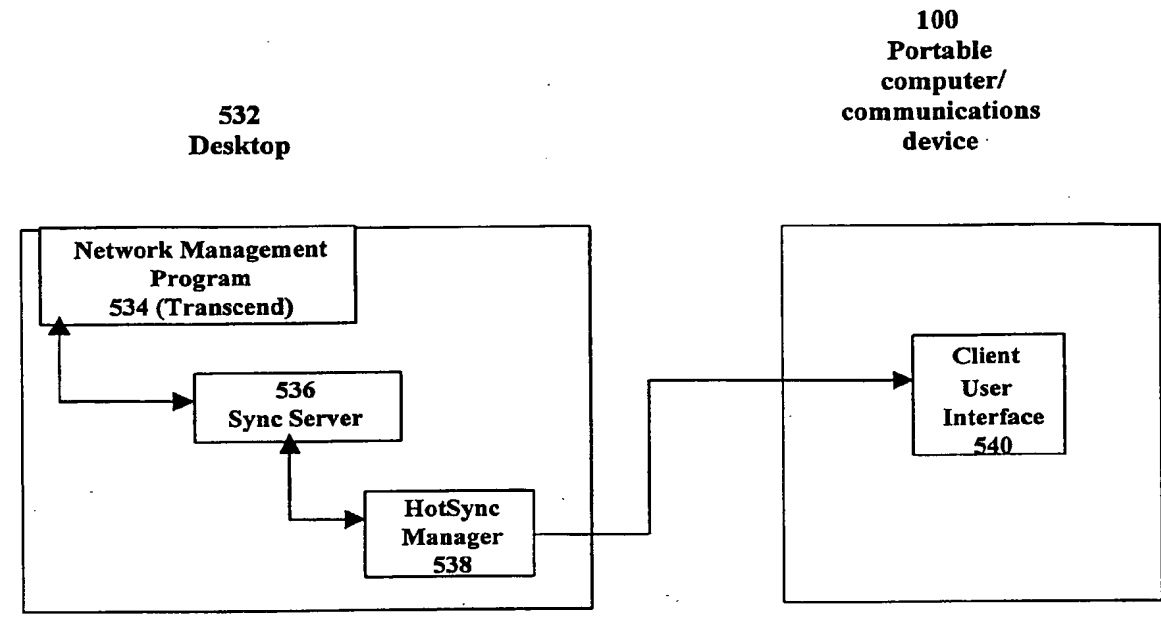 100
Portable
computer/
communications
device
532
Desktop
Network Management
Program
534 (Transcend)
536
Sync Server
HotSync
Manager
538
Client
User
Interface
540